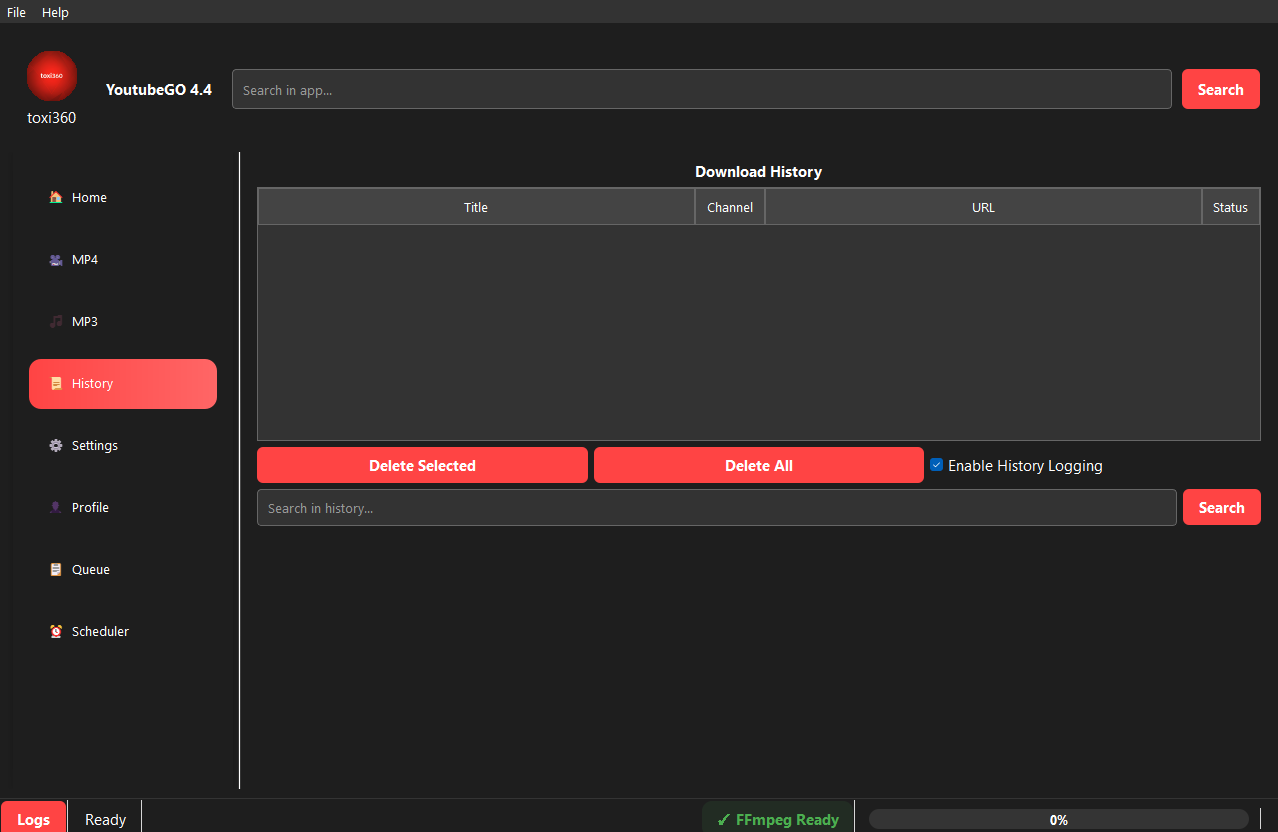 File Help
toxi360
toxi360
YoutubeGO 4.4
Search in app...
Search
Home
MP4
MP3
History
Settings
Profile
Queue
Scheduler
Download History
Title Channel URL Status
Delete Selected Delete All Enable History Logging
Search in history... Search
Logs Ready ✓ FFmpeg Ready 0%